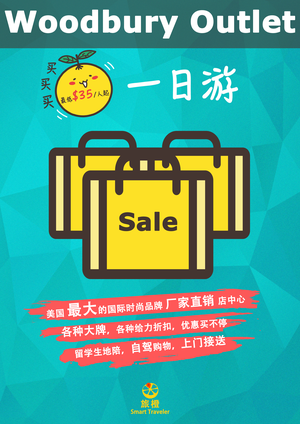 Woodbury Outlet
买
买
买
最低$35/人起
一日游
Sale
美国 最大的国际时尚品牌 厂家直销 店中心
各种大牌，各种给力折扣，优惠买不停
留学生地陪，自驾购物，上门接送
旅橙
Smart Traveler